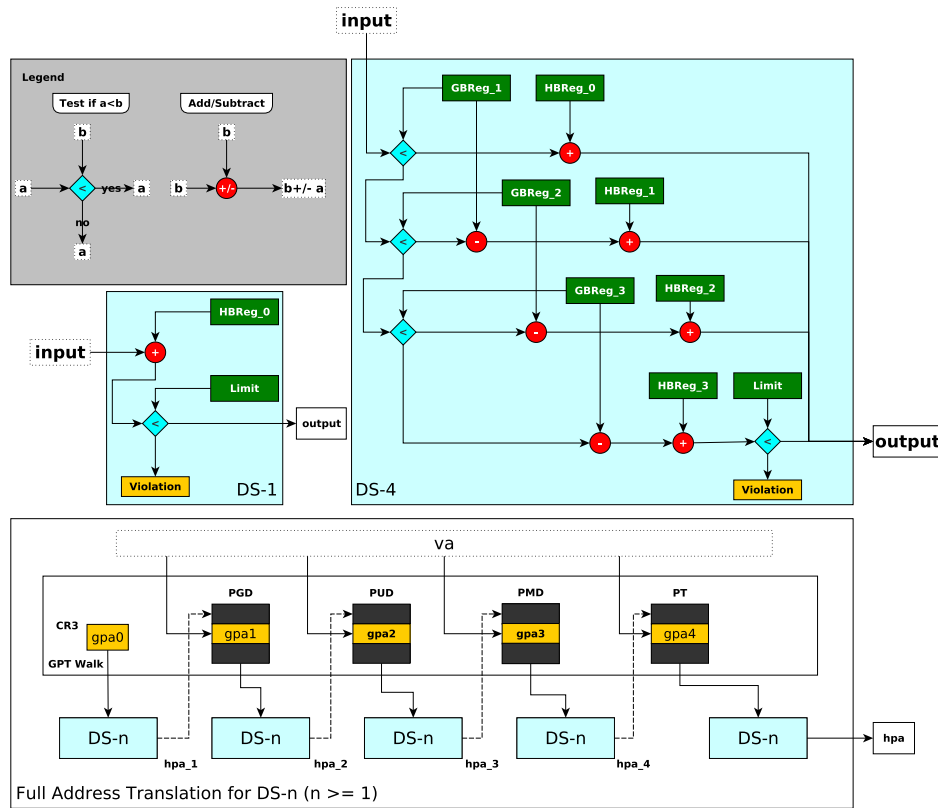 input
Legend
Test if a<b
Add/Subtract
b
b
a
<
yes
a
b
+/-
b+/- a
no
a
GBReg_1
HBReg_0
<
+
GBReg_2
HBReg_1
<
-
+
GBReg_3
HBReg_2
<
-
+
HBReg_3
Limit
-
+
<
output
Violation
DS-4
HBReg_0
input
+
Limit
<
output
Violation
DS-1
va
PGD
PUD
PMD
PT
CR3
gpa0
gpa1
gpa2
gpa3
gpa4
GPT Walk
DS-n
DS-n
DS-n
DS-n
DS-n
hpa
hpa_1
hpa_2
hpa_3
hpa_4
Full Address Translation for DS-n (n >= 1)